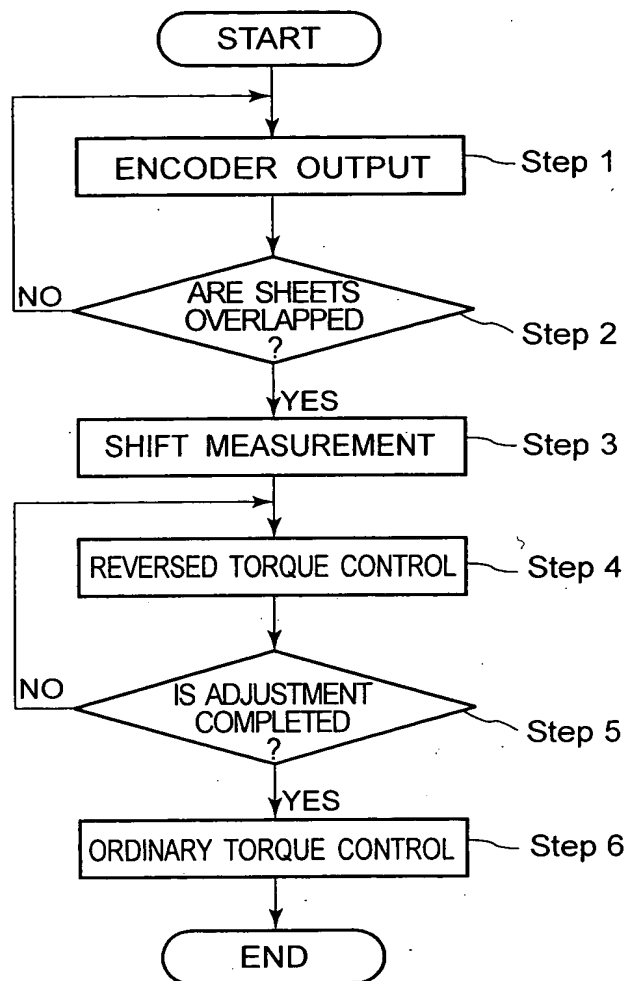 START
ENCODER OUTPUT
Step 1
ARE SHEETS
OVERLAPPED
?
Step 2
NO
YES
SHIFT MEASUREMENT
Step 3
REVERSED TORQUE CONTROL
Step 4
IS ADJUSTMENT
COMPLETED
?
Step 5
NO
YES
ORDINARY TORQUE CONTROL
Step 6
END